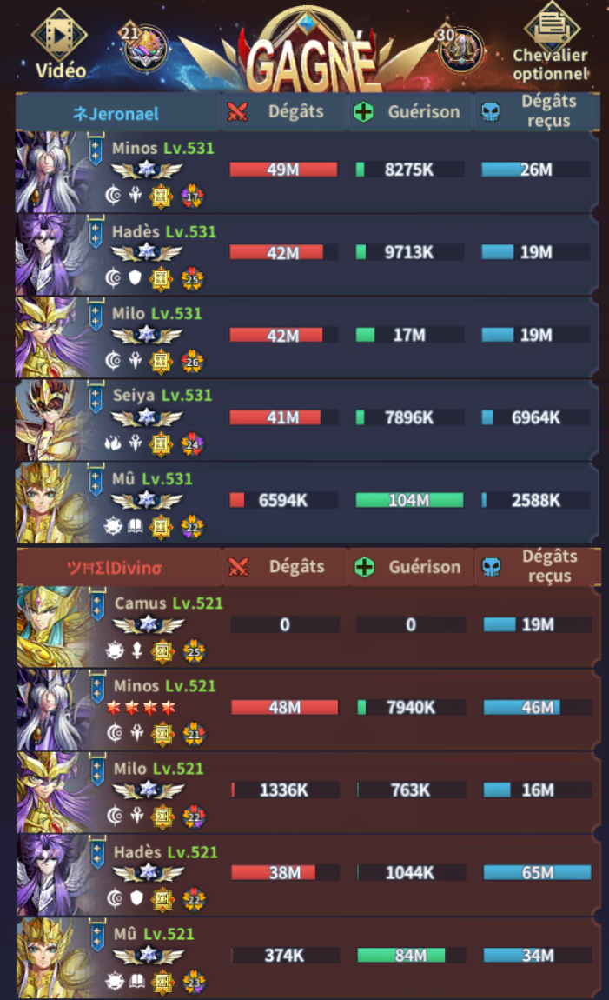 21
30
GAGNÉ
Vidéo
Chevalier
optionnel
ネJeronael Dégâts Guérison Dégâts
reçus
Minos Lv.531
49M 8275K 26M
17
Hadès Lv.531
42M 9713K 19M
25
Milo Lv.531
42M 17M 19M
26
Seiya Lv.531
41M 7896K 6964K
24
Mû Lv.531
6594K 104M 2588K
22
ツĦΣlDivinσ Dégâts Guérison Dégâts
reçus
Camus Lv.521
0 0 19M
25
Minos Lv.521
48M 7940K 46M
21
Milo Lv.521
1336K 763K 16M
22
Hadès Lv.521
38M 1044K 65M
22
Mû Lv.521
374K 84M 34M
23